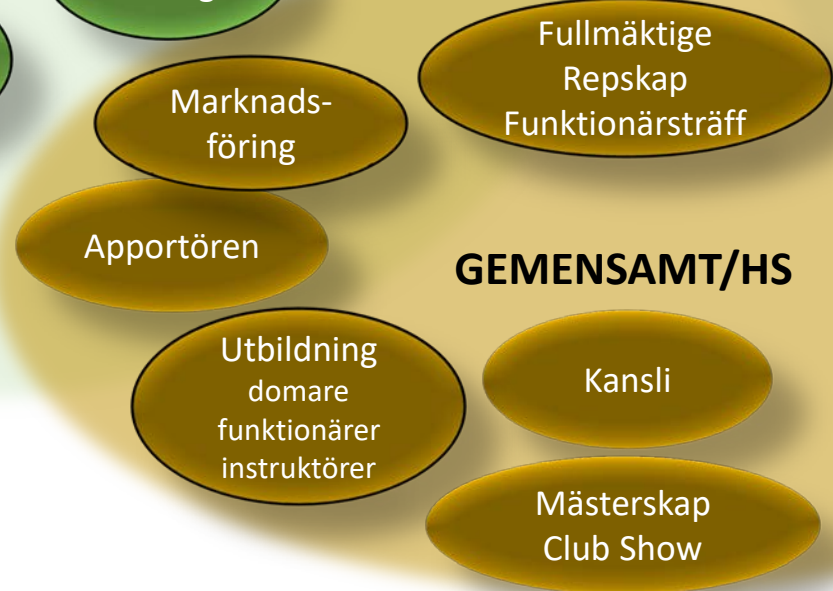 Fullmäktige
Repskap
Funktionärsträff
Marknads-
föring
Apportören
GEMENSAMT/HS
Utbildning
domare
funktionärer
instruktörer
Kansli
Mästerskap
Club Show